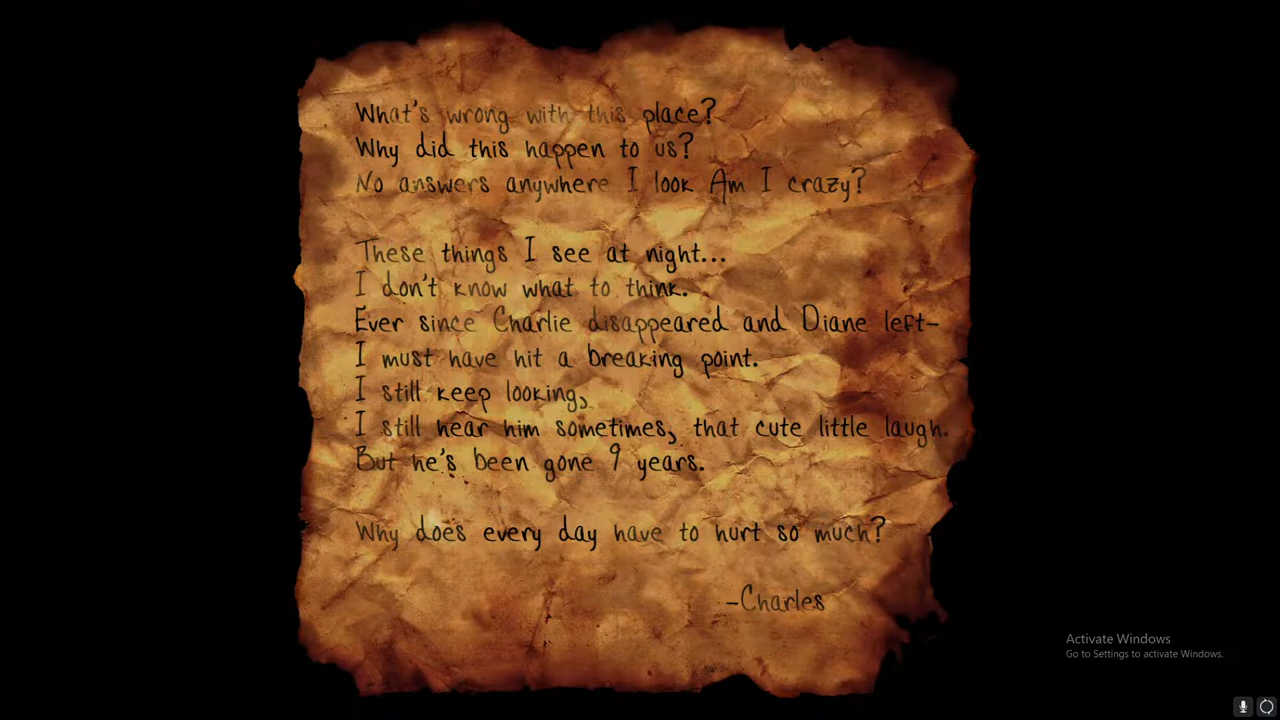 What's wrong with this place?
Why did this happen to us?
No answers anywhere I look Am I crazy?
These things I see at night...
I don't know what to think.
Ever since Charlie disappeared and Diane left-
I must have hit a breaking point.
I still keep looking,
I still hear him sometimes, that cute little laugh.
But he's been gone 9 years.
Why does every day have to hurt so much?
-Charles
Activate Windows
Go to Settings to activate Windows.